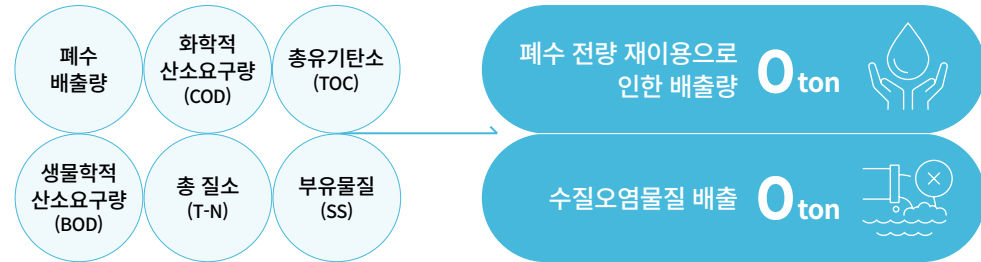 폐수
배출량
화학적
산소요구량
(COD)
총유기탄소
(TOC)
생물학적
산소요구량
(BOD)
총 질소
(T-N)
부유물질
(SS)
폐수 전량 재이용으로
인한 배출량
0 ton
수질오염물질 배출
0 ton